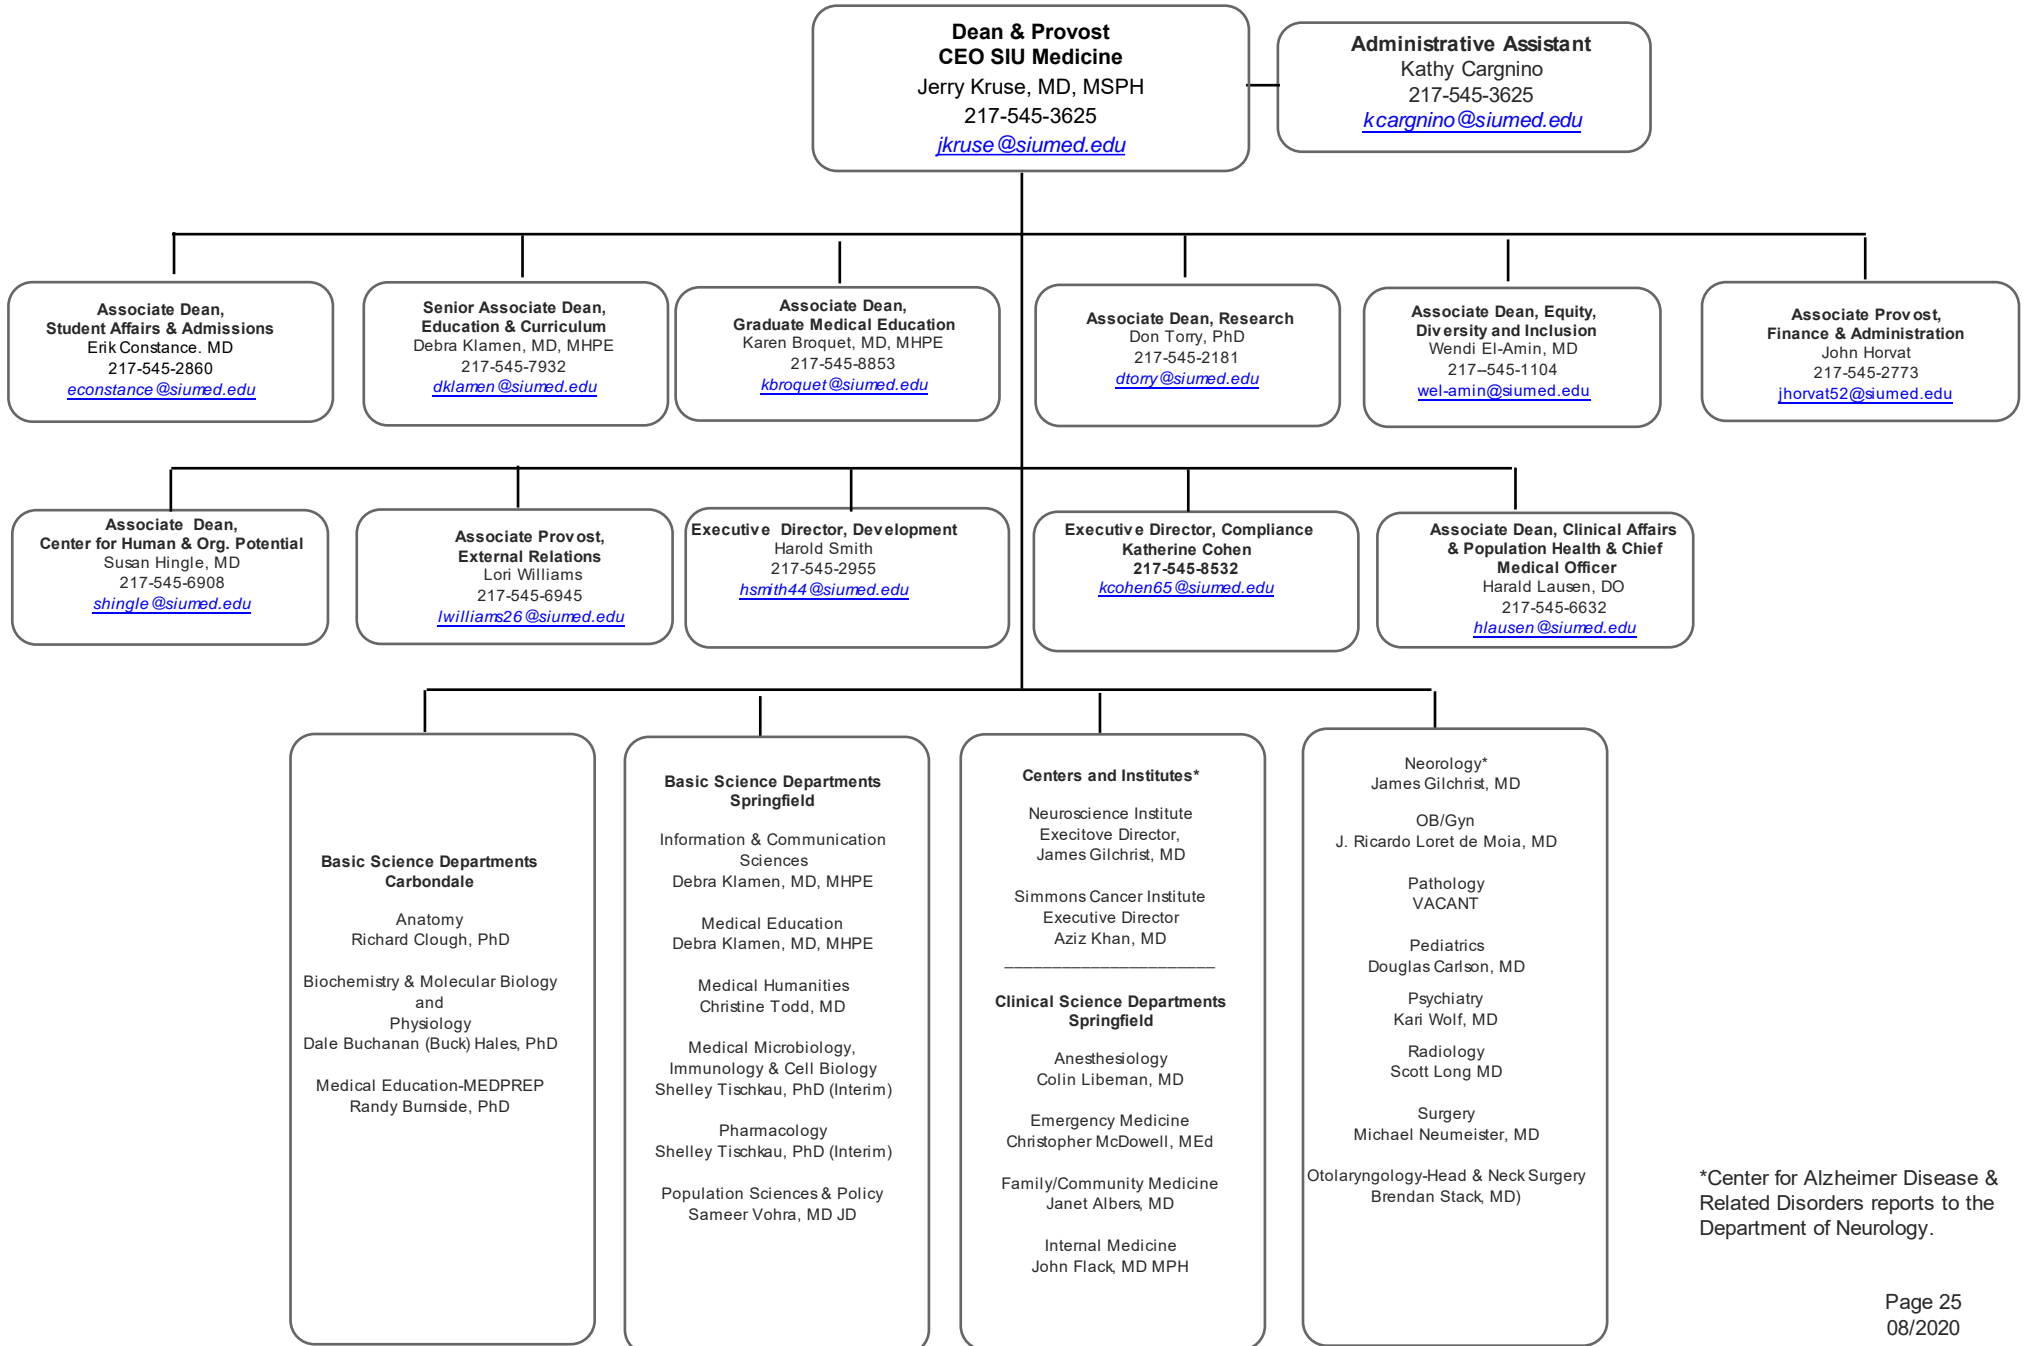 Dean & Provost
CEO SIU Medicine
Jerry Kruse, MD, MSPH
217-545-3625
jkruse@siumed.edu
Administrative Assistant
Kathy Cargnino
217-545-3625
kcargnino@siumed.edu
Associate Dean,
Student Affairs & Admissions
Erik Constance. MD
217-545-2860
econstance@siumed.edu
Senior Associate Dean,
Education & Curriculum
Debra Klamen, MD, MHPE
217-545-7932
dklamen@siumed.edu
Associate Dean,
Graduate Medical Education
Karen Broquet, MD, MHPE
217-545-8853
kbroquet@siumed.edu
Associate Dean, Research
Don Torry, PhD
217-545-2181
dtorry@siumed.edu
Associate Dean, Equity,
Diversity and Inclusion
Wendi El-Amin, MD
217--545-1104
wel-amin@siumed.edu
Associate Provost,
Finance & Administration
John Horvat
217-545-2773
jhorvat52@siumed.edu
Associate Dean,
Center for Human & Org. Potential
Susan Hingle, MD
217-545-6908
shingle@siumed.edu
Associate Provost,
External Relations
Lori Williams
217-545-6945
lwilliams26@siumed.edu
Executive Director, Development
Harold Smith
217-545-2955
hsmith44@siumed.edu
Executive Director, Compliance
Katherine Cohen
217-545-8532
kcohen65@siumed.edu
Associate Dean, Clinical Affairs
& Population Health & Chief
Medical Officer
Harald Lausen, DO
217-545-6632
hlausen@siumed.edu
Basic Science Departments
Carbondale
Anatomy
Richard Clough, PhD
Biochemistry & Molecular Biology
and
Physiology
Dale Buchanan (Buck) Hales, PhD
Medical Education-MEDPREP
Randy Burnside, PhD
Basic Science Departments
Springfield
Information & Communication
Sciences
Debra Klamen, MD, MHPE
Medical Education
Debra Klamen, MD, MHPE
Medical Humanities
Christine Todd, MD
Medical Microbiology,
Immunology & Cell Biology
Shelley Tischkau, PhD (Interim)
Pharmacology
Shelley Tischkau, PhD (Interim)
Population Sciences & Policy
Sameer Vohra, MD JD
Centers and Institutes*
Neuroscience Institute
Execitove Director,
James Gilchrist, MD
Simmons Cancer Institute
Executive Director
Aziz Khan, MD
________________________
Clinical Science Departments
Springfield
Anesthesiology
Colin Libeman, MD
Emergency Medicine
Christopher McDowell, MEd
Family/Community Medicine
Janet Albers, MD
Internal Medicine
John Flack, MD MPH
Neorology*
James Gilchrist, MD
OB/Gyn
J. Ricardo Loret de Moia, MD
Pathology
VACANT
Pediatrics
Douglas Carlson, MD
Psychiatry
Kari Wolf, MD
Radiology
Scott Long MD
Surgery
Michael Neumeister, MD
Otolaryngology-Head & Neck Surgery
Brendan Stack, MD)
*Center for Alzheimer Disease &
Related Disorders reports to the
Department of Neurology.
Page 25
08/2020